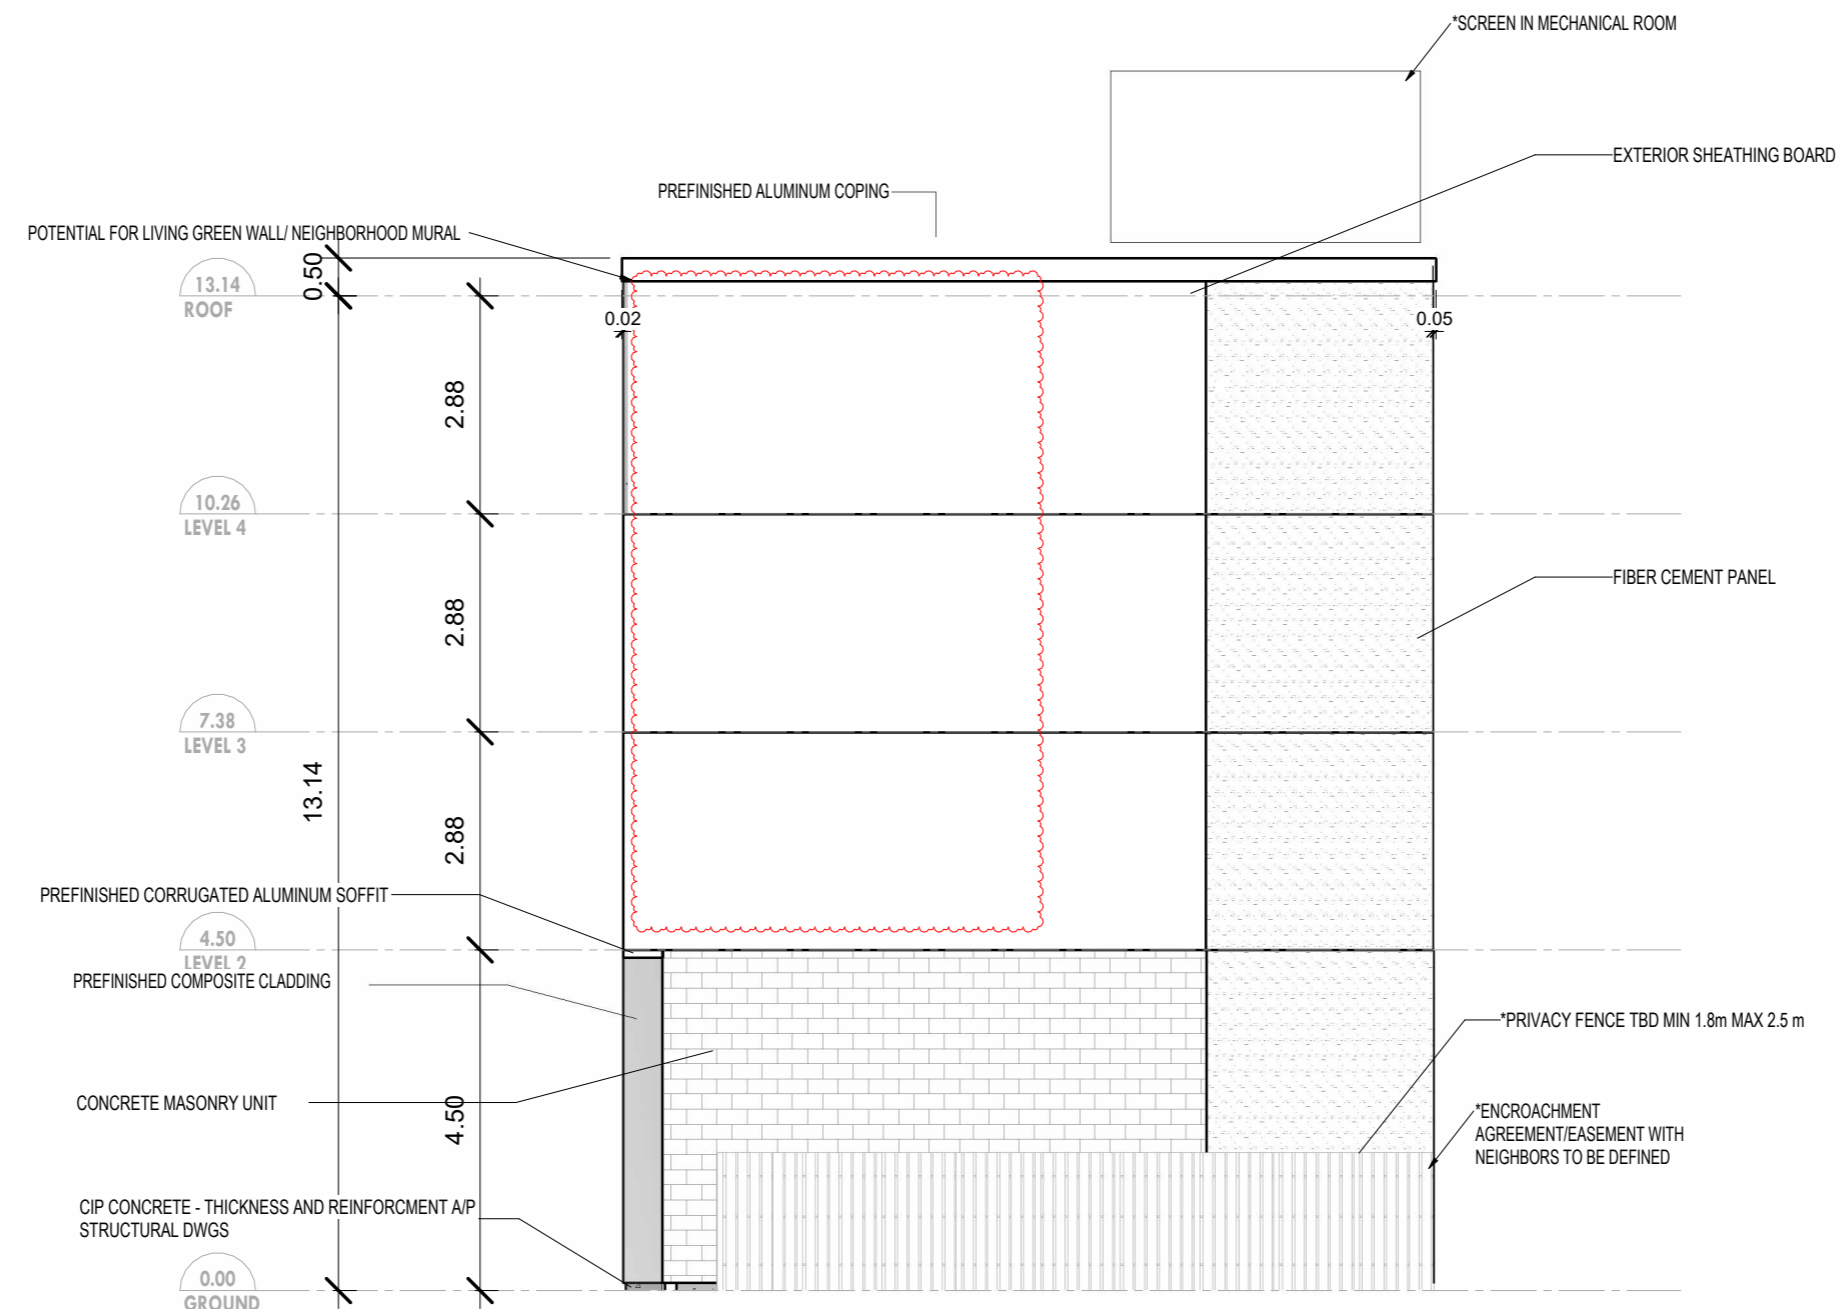 *SCREEN IN MECHANICAL ROOM
EXTERIOR SHEATHING BOARD
PREFINISHED ALUMINUM COPING
POTENTIAL FOR LIVING GREEN WALL/ NEIGHBORHOOD MURAL
0.50
13.14
ROOF
0.02
0.05
2.88
10.26
LEVEL 4
FIBER CEMENT PANEL
2.88
7.38
LEVEL 3
13.14
2.88
PREFINISHED CORRUGATED ALUMINUM SOFFIT
4.50
LEVEL 2
PREFINISHED COMPOSITE CLADDING
*PRIVACY FENCE TBD MIN 1.8m MAX 2.5 m
CONCRETE MASONRY UNIT
4.50
*ENCROACHMENT
AGREEMENT/EASEMENT WITH
NEIGHBORS TO BE DEFINED
CIP CONCRETE - THICKNESS AND REINFORCMENT A/P
STRUCTURAL DWGS
0.00
GROUND